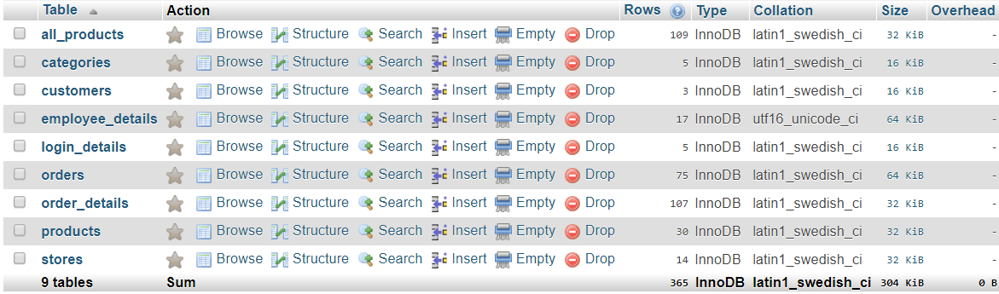 Table Action Rows Type Collation Size Overhead
all_products Browse Structure Search Insert Empty Drop 109 InnoDB latin1_swedish_ci 32 KiB -
categories Browse Structure Search Insert Empty Drop 5 InnoDB latin1_swedish_ci 16 KiB -
customers Browse Structure Search Insert Empty Drop 3 InnoDB latin1_swedish_ci 16 KiB -
employee_details Browse Structure Search Insert Empty Drop 17 InnoDB utf16_unicode_ci 64 KiB -
login_details Browse Structure Search Insert Empty Drop 5 InnoDB latin1_swedish_ci 16 KiB -
orders Browse Structure Search Insert Empty Drop 75 InnoDB latin1_swedish_ci 64 KiB -
order_details Browse Structure Search Insert Empty Drop 107 InnoDB latin1_swedish_ci 32 KiB -
products Browse Structure Search Insert Empty Drop 30 InnoDB latin1_swedish_ci 32 KiB -
stores Browse Structure Search Insert Empty Drop 14 InnoDB latin1_swedish_ci 32 KiB -
9 tables Sum 365 InnoDB latin1_swedish_ci 304 KiB 0 B